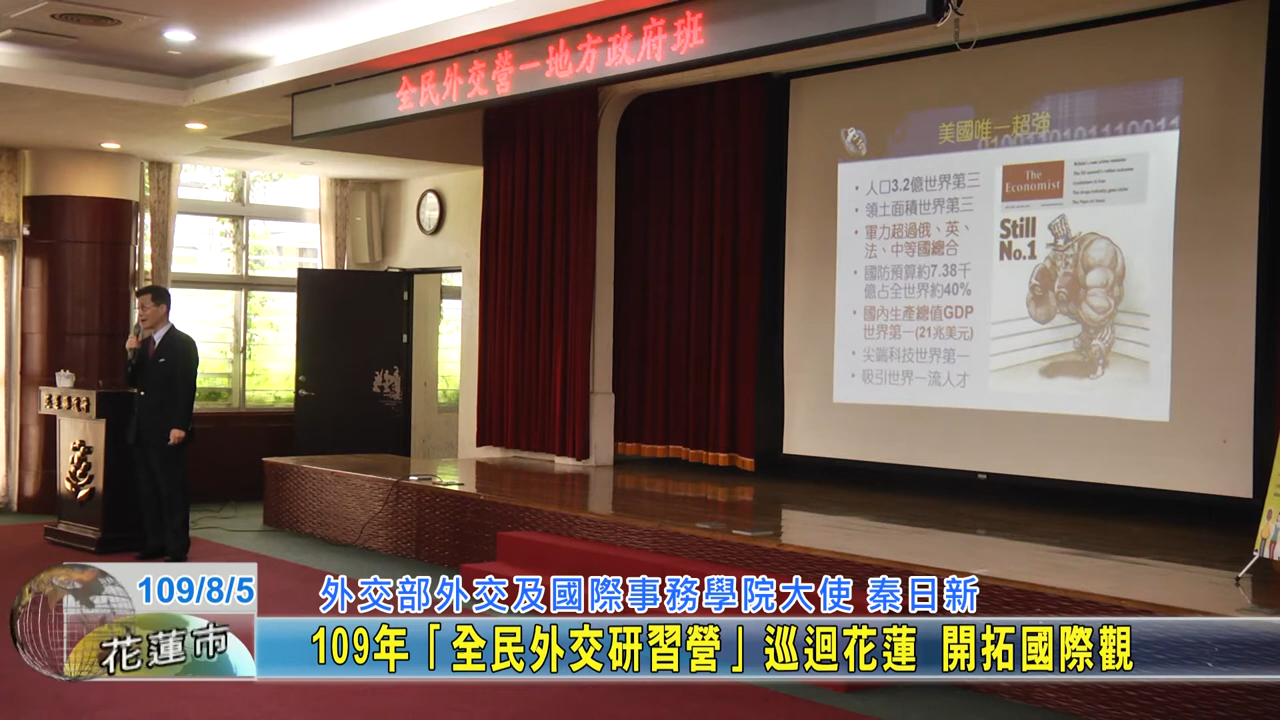 全民外交營－地方政府班
美國唯一超強
010010101110011
• 人口3.2億世界第三
• 領土面積世界第三
• 軍力超過俄、英、
法、中等國總合
• 國防預算約7.38千
億占全世界約40%
• 國內生產總值GDP
世界第一(21兆美元)
• 尖端科技世界第一
• 吸引世界一流人才
The
Economist
Still
No.1
109/8/5
外交部外交及國際事務學院大使 秦日新
花蓮市
109年「全民外交研習營」巡迴花蓮 開拓國際觀